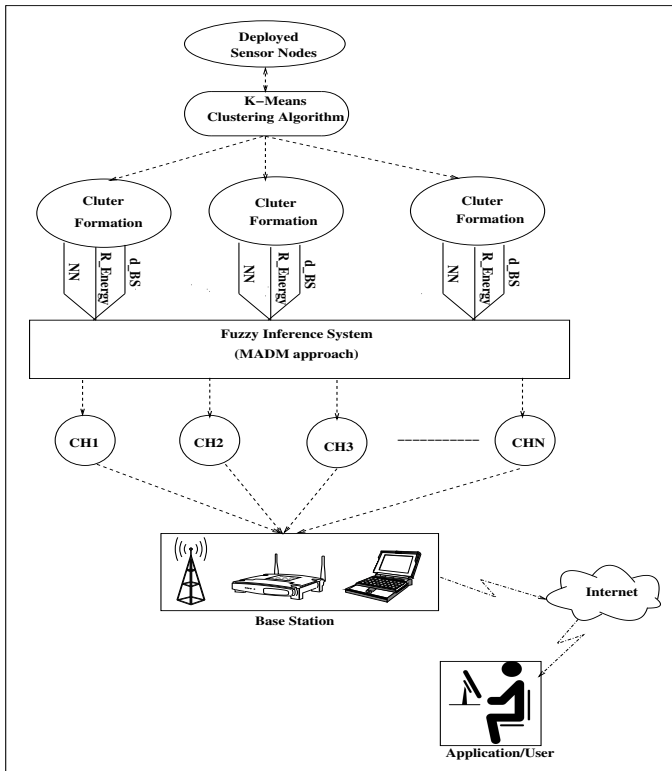 Deployed
Sensor Nodes
K−Means
Clustering Algorithm
Cluter
Formation
Cluter
Formation
Cluter
Formation
NN
R_Energy
d_BS
NN
R_Energy
d_BS
NN
R_Energy
d_BS
Fuzzy Inference System
(MADM approach)
CH1
CH2
CH3
CHN
Base Station
Internet
Application/User